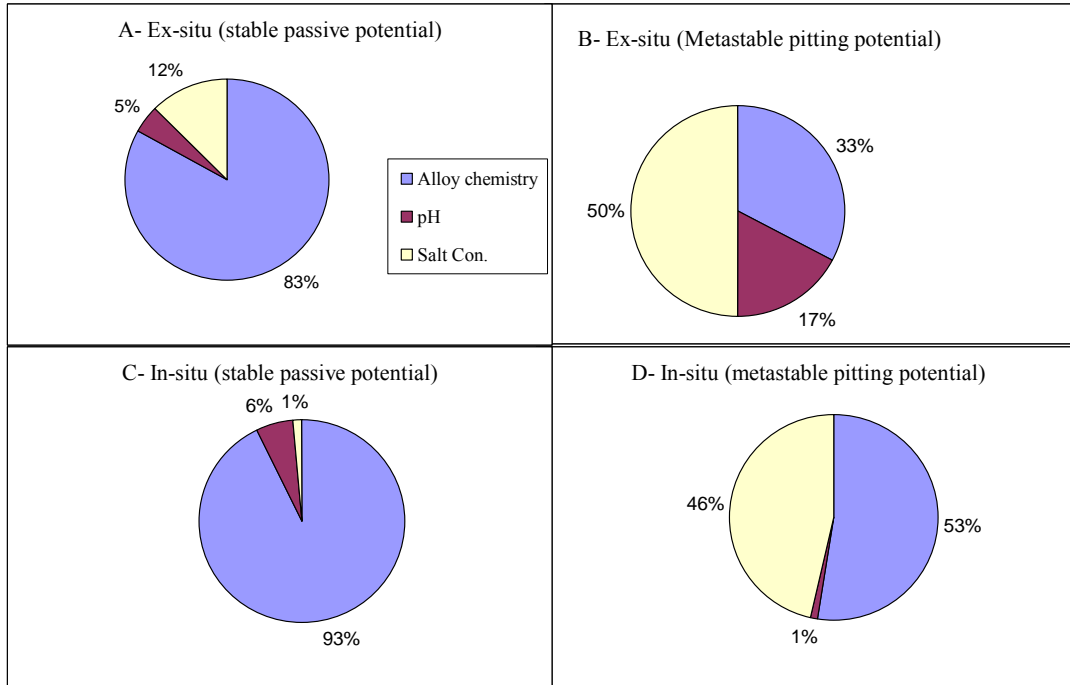 A- Ex-situ (stable passive potential)
12%
5%
83%
Alloy chemistry
pH
Salt Con.
B- Ex-situ (Metastable pitting potential)
33%
50%
17%
C- In-situ (stable passive potential)
6%
1%
93%
D- In-situ (metastable pitting potential)
46%
53%
1%